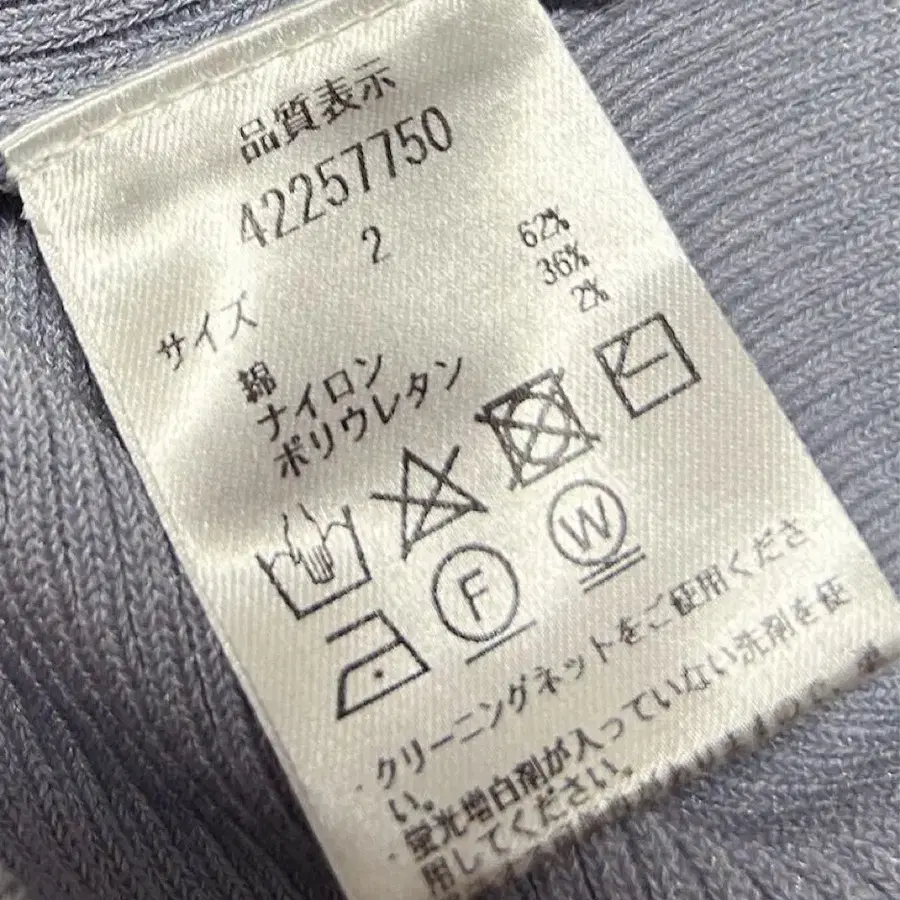 品質表示
42257750
サイズ 2
綿 62%
ナイロン 36%
ポリウレタン 2%
F W
・クリーニングネットをご使用くださ
い。
・蛍光増白剤が入っていない洗剤を使
用してください。